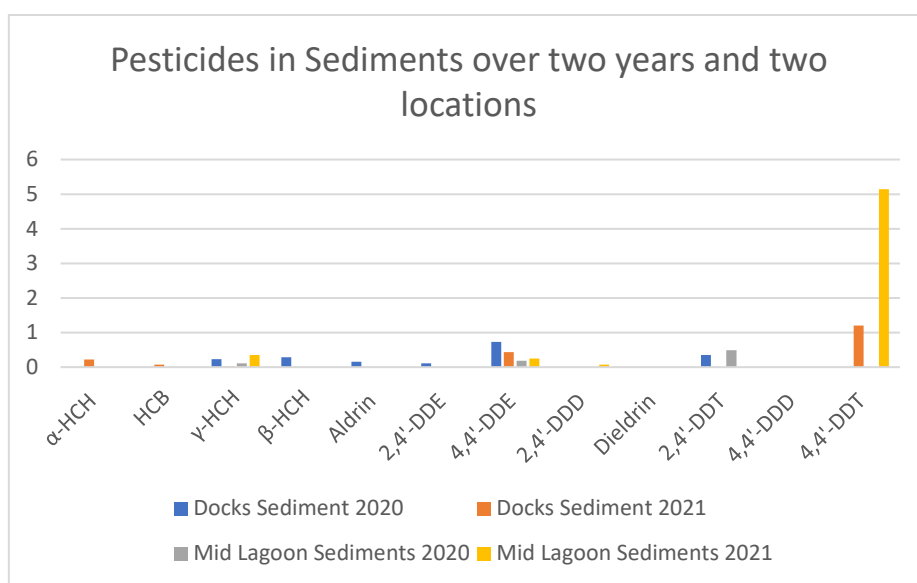 Pesticides in Sediments over two years and two
locations
6
5
4
3
2
1
0
α-HCH
HCB
γ-HCH
β-HCH
Aldrin
2,4'-DDE
4,4'-DDE
2,4'-DDD
Dieldrin
2,4'-DDT
4,4'-DDD
4,4'-DDT
Docks Sediment 2020
Docks Sediment 2021
Mid Lagoon Sediments 2020
Mid Lagoon Sediments 2021